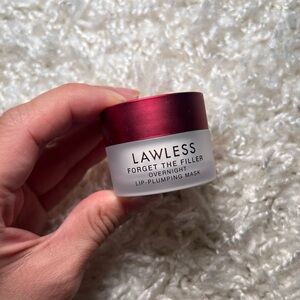 LAWLESS
FORGET THE FILLER
OVERNIGHT
LIP-PLUMPING MASK